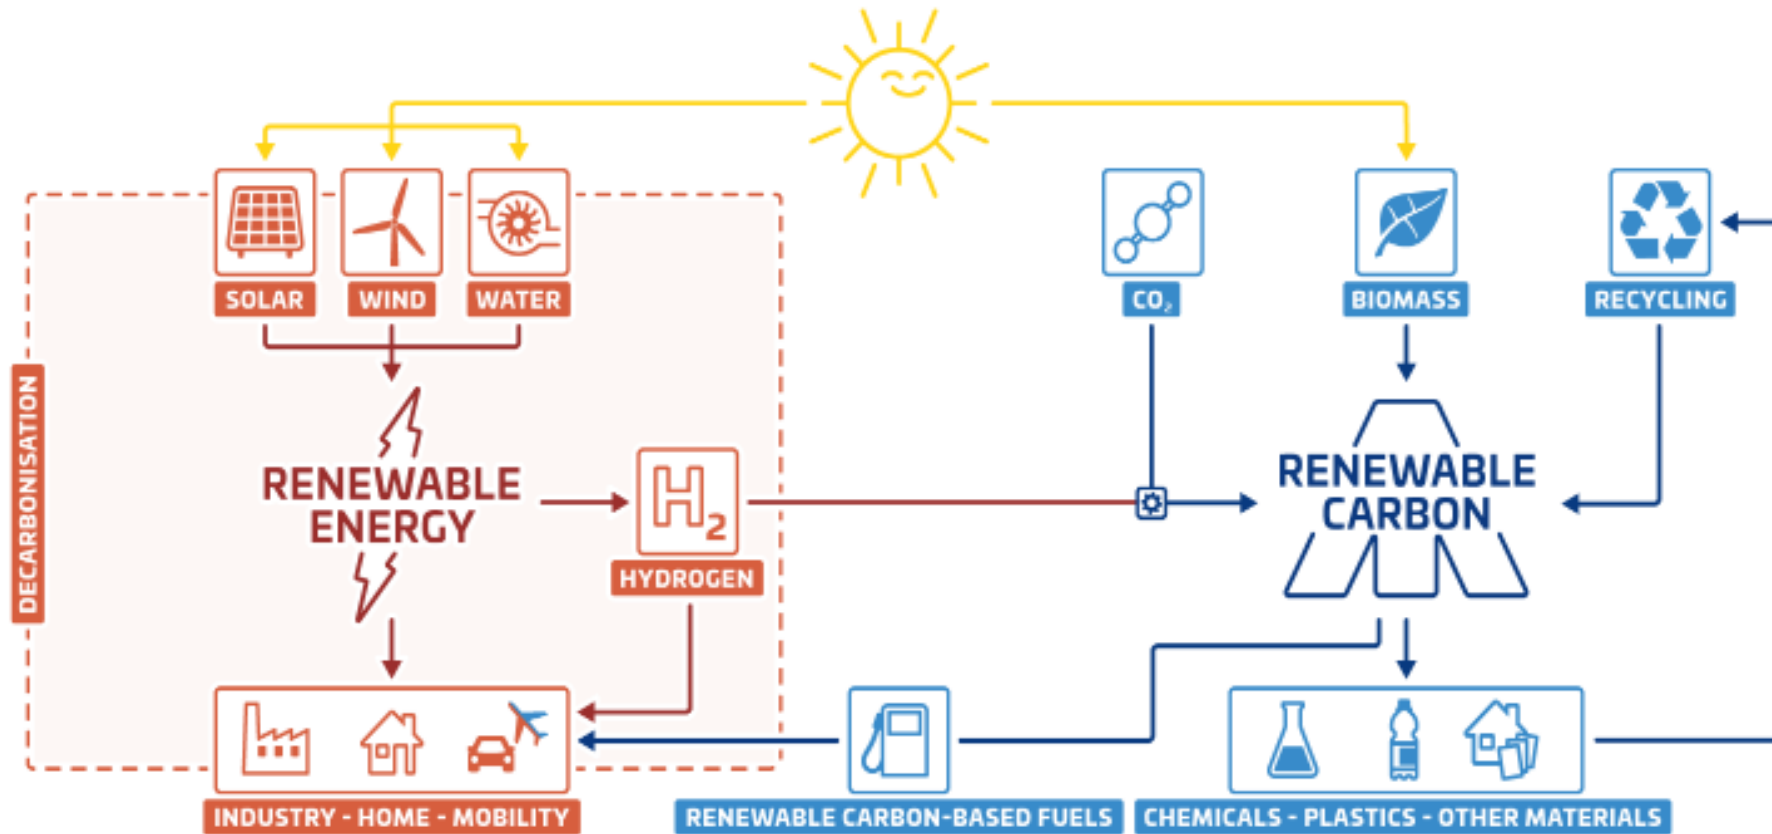 SOLAR
WIND
WATER
CO₂
BIOMASS
RECYCLING
DECARBONISATION
RENEWABLE
ENERGY
H₂
HYDROGEN
RENEWABLE
CARBON
INDUSTRY - HOME - MOBILITY
RENEWABLE CARBON-BASED FUELS
CHEMICALS - PLASTICS - OTHER MATERIALS